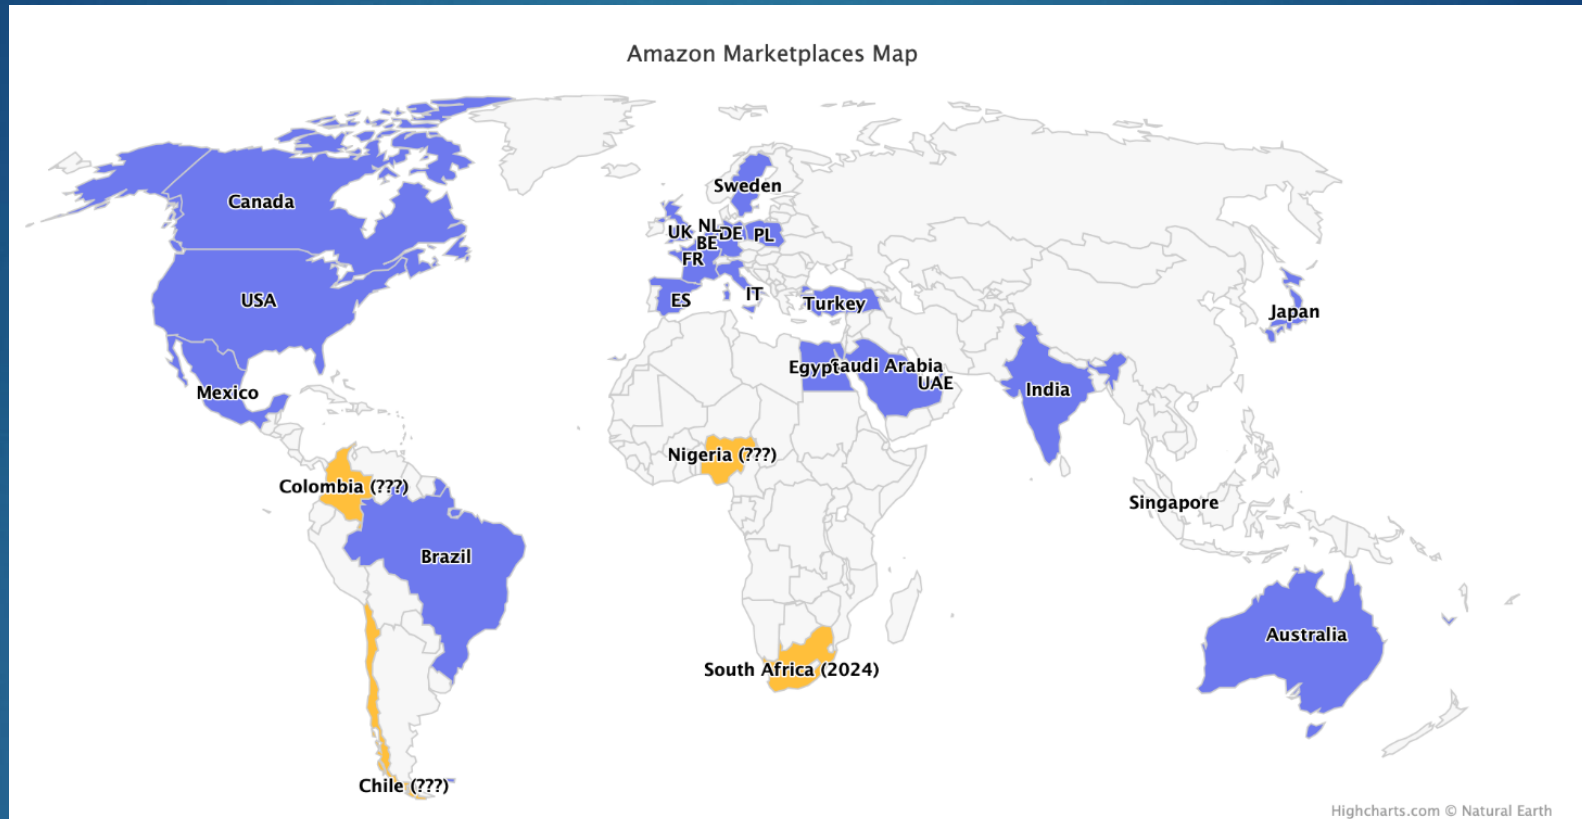 Amazon Marketplaces Map
Sweden
Canada
UK
NL
DE
PL
BE
FR
USA
ES
IT
Turkey
Japan
Egypt
Saudi Arabia
UAE
Mexico
India
Nigeria (???)
Colombia (???)
Singapore
Brazil
Australia
South Africa (2024)
Chile (???)
Highcharts.com © Natural Earth